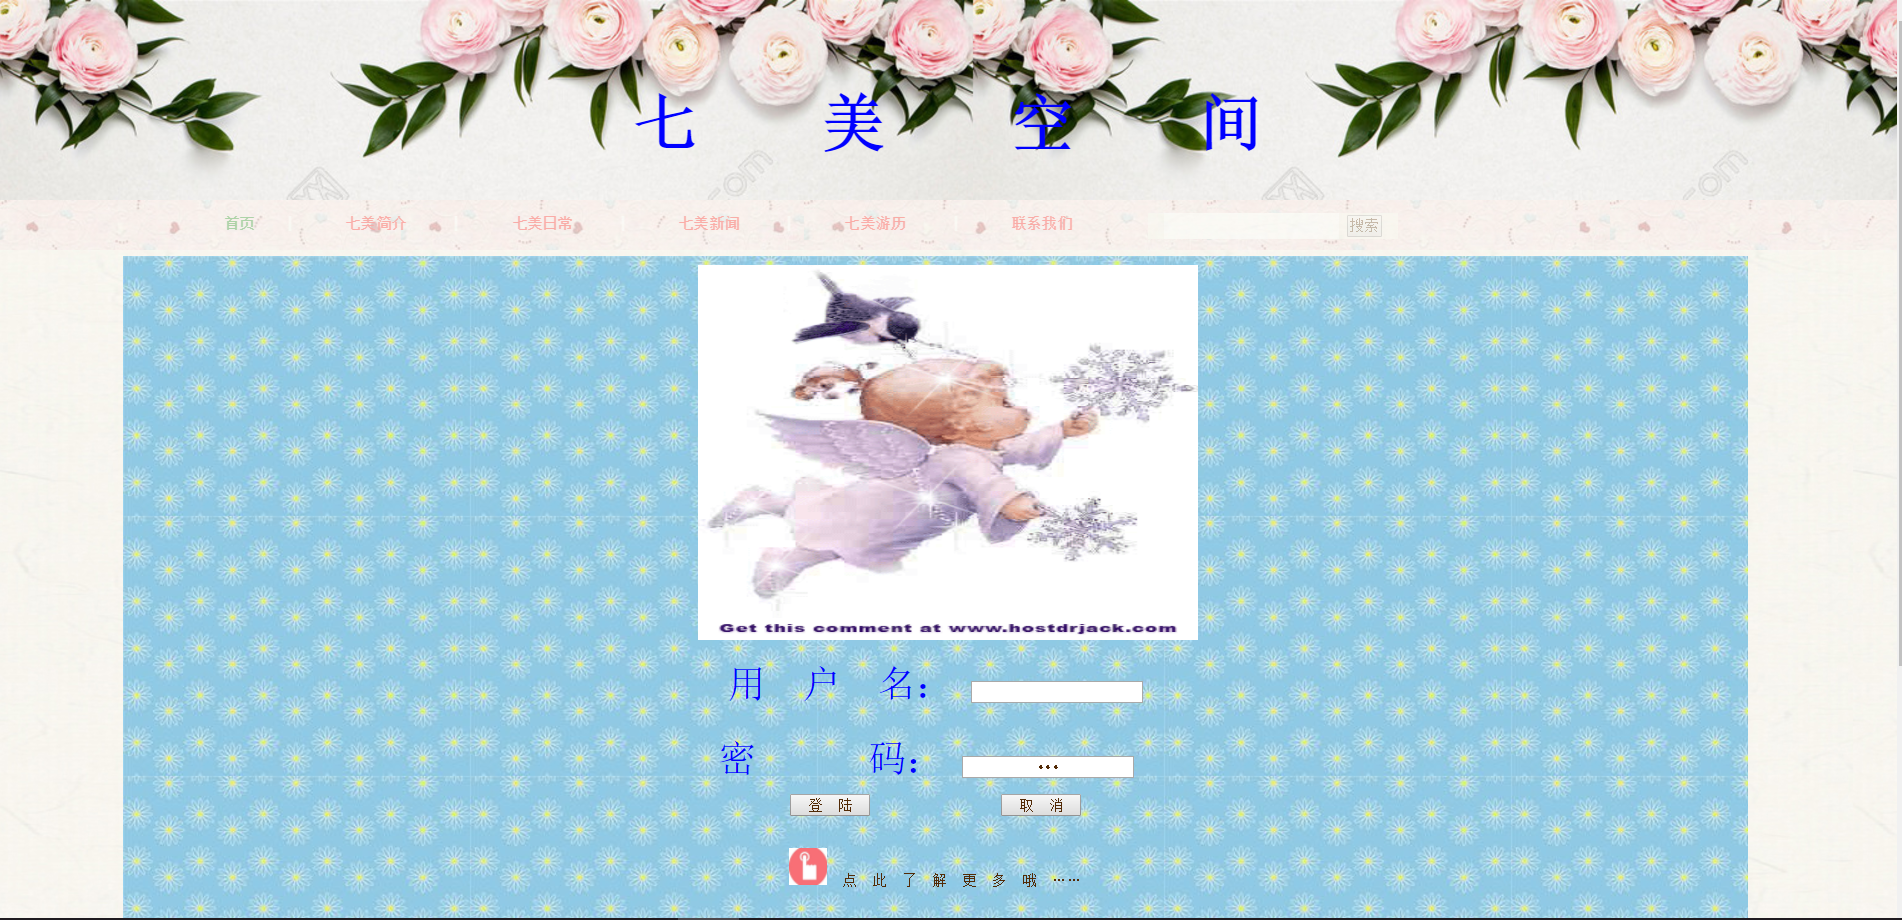 七 美 空 间
首页 七美简介 七美日常 七美新闻 七美游历 联系我们 搜索
Get this comment at www.hostdrjack.com
用 户 名：
密 码：
登 陆 取 消
点 此 了 解 更 多 哦 ……